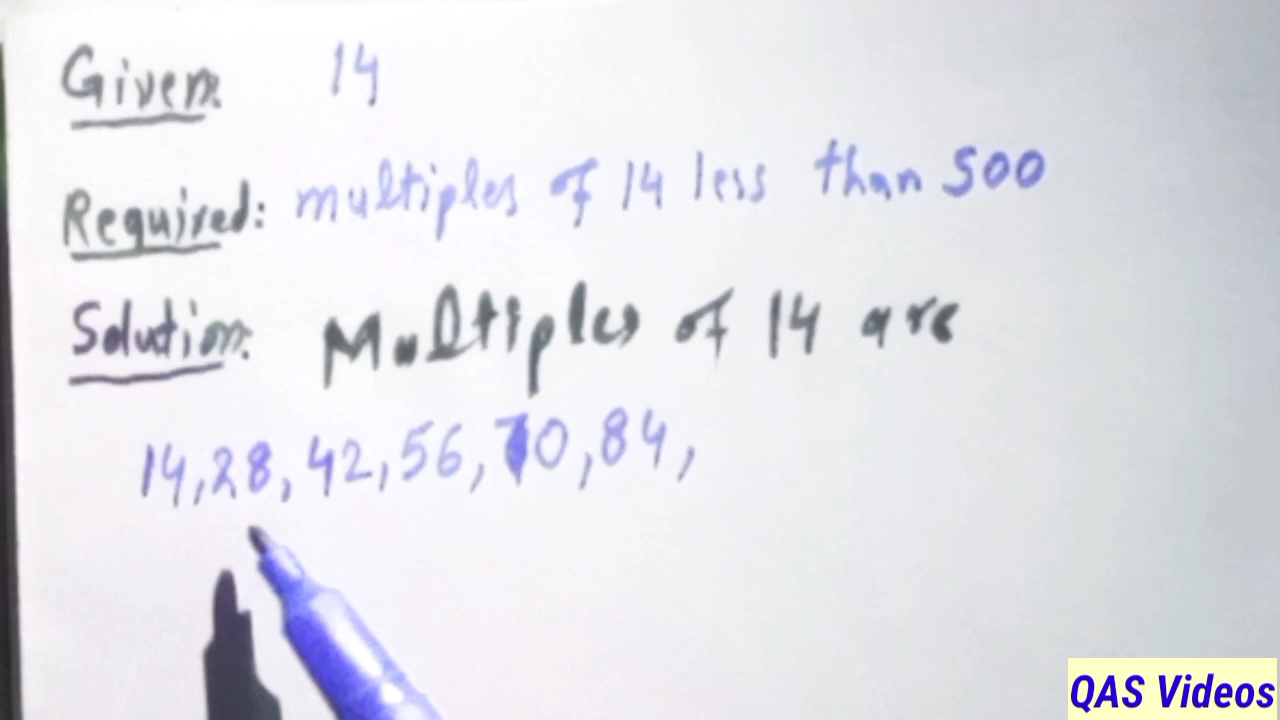 Given: 14
Required: multiples of 14 less than 500
Solution: Multiples of 14 are
14, 28, 42, 56, 70, 84,
QAS Videos